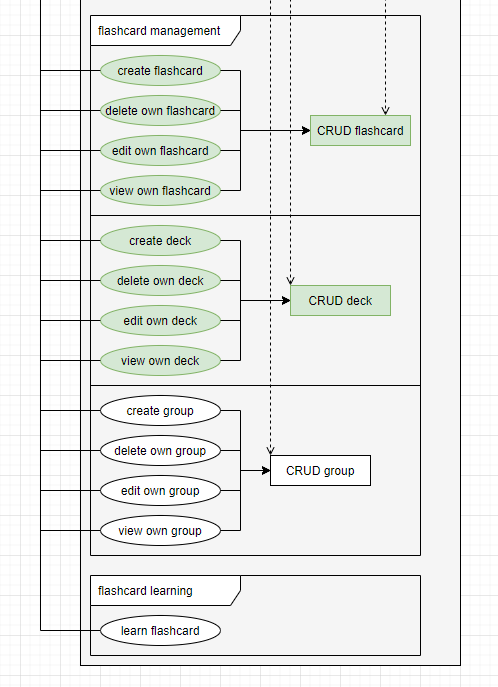 flashcard management
create flashcard
delete own flashcard
CRUD flashcard
edit own flashcard
view own flashcard
create deck
delete own deck
CRUD deck
edit own deck
view own deck
create group
delete own group
CRUD group
edit own group
view own group
flashcard learning
learn flashcard